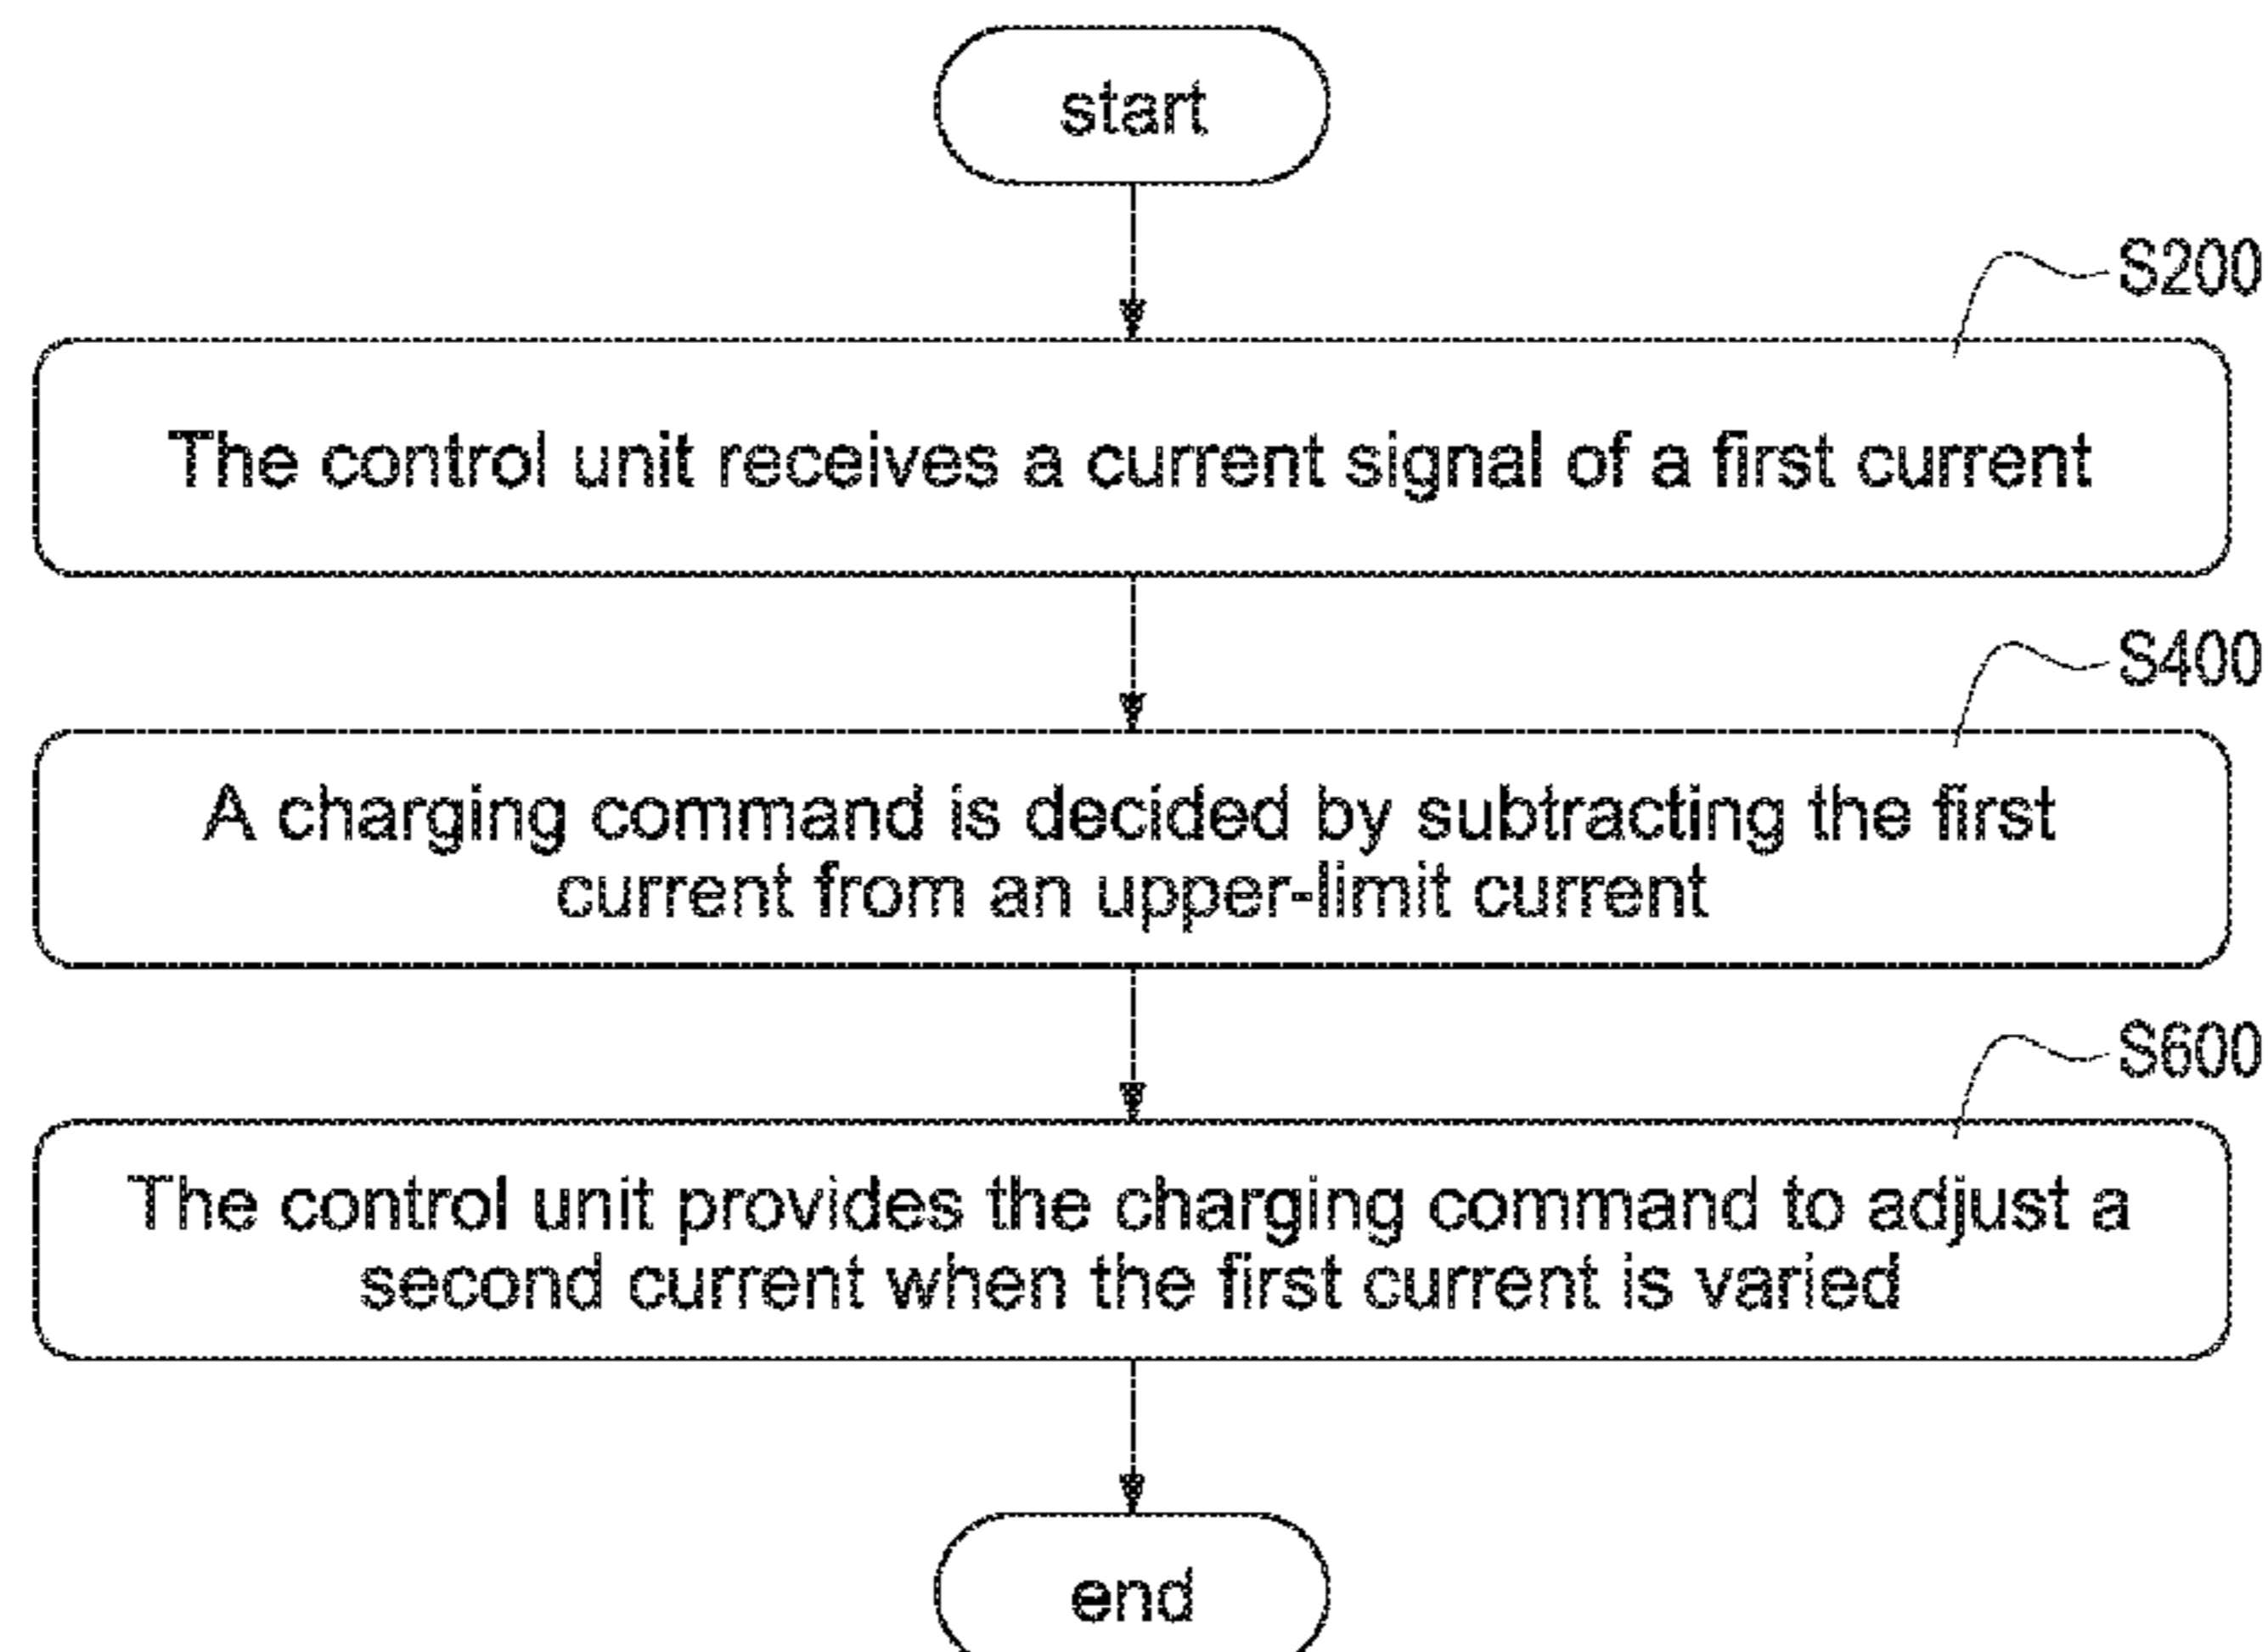 start
S200
The control unit receives a current signal of a first current
S400
A charging command is decided by subtracting the first
current from an upper-limit current
S600
The control unit provides the charging command to adjust a
second current when the first current is varied
end